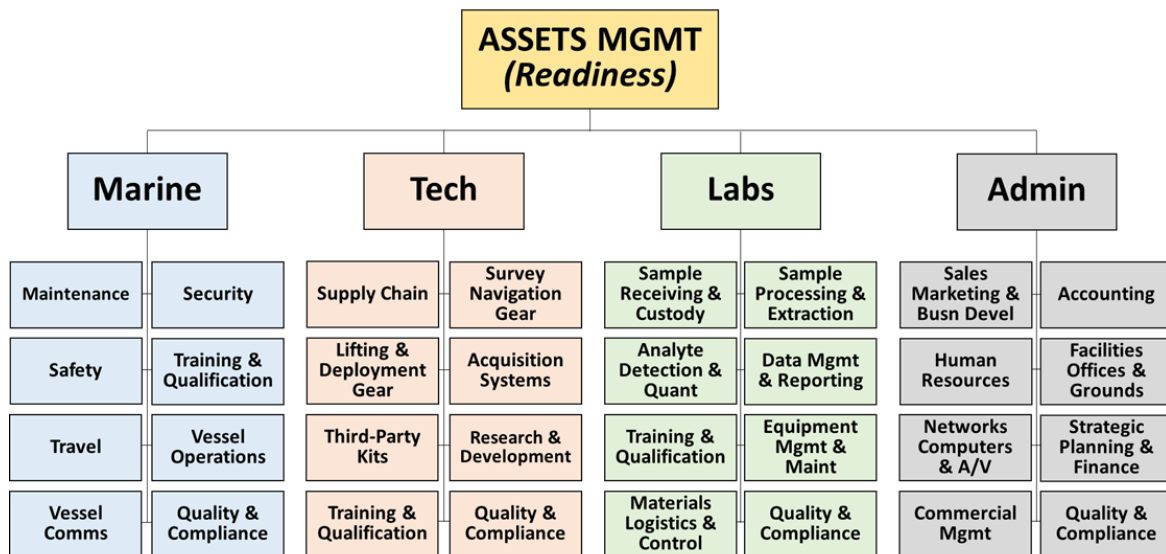 ASSETS MGMT
(Readiness)
Marine
Tech
Labs
Admin
Maintenance
Security
Safety
Training &
Qualification
Travel
Vessel
Operations
Vessel
Comms
Quality &
Compliance
Supply Chain
Survey
Navigation
Gear
Lifting &
Deployment
Gear
Acquisition
Systems
Third-Party
Kits
Research &
Development
Training &
Qualification
Quality &
Compliance
Sample
Receiving &
Custody
Sample
Processing &
Extraction
Analyte
Detection &
Quant
Data Mgmt
& Reporting
Training &
Qualification
Equipment
Mgmt &
Maint
Materials
Logistics &
Control
Quality &
Compliance
Sales
Marketing &
Busn Devel
Accounting
Human
Resources
Facilities
Offices &
Grounds
Networks
Computers
& A/V
Strategic
Planning &
Finance
Commercial
Mgmt
Quality &
Compliance